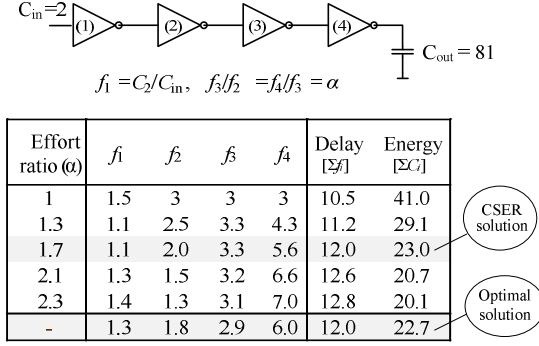 C_in=2
(1) (2) (3) (4)
C_out = 81
f_1 =C_2/C_in, f_3/f_2 =f_4/f_3 = α
Effort ratio (α) f_1 f_2 f_3 f_4 Delay [Σf_i] Energy [ΣC_i]
1 1.5 3 3 3 10.5 41.0
1.3 1.1 2.5 3.3 4.3 11.2 29.1
1.7 1.1 2.0 3.3 5.6 12.0 23.0
2.1 1.3 1.5 3.2 6.6 12.6 20.7
2.3 1.4 1.3 3.1 7.0 12.8 20.1
- 1.3 1.8 2.9 6.0 12.0 22.7
CSER
solution
Optimal
solution